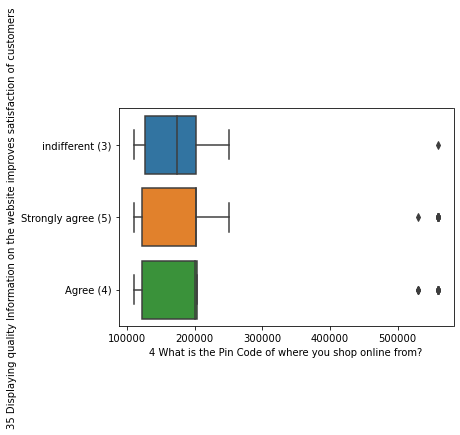 35 Displaying quality Information on the website improves satisfaction of customers
indifferent (3)
Strongly agree (5)
Agree (4)
100000 200000 300000 400000 500000
4 What is the Pin Code of where you shop online from?